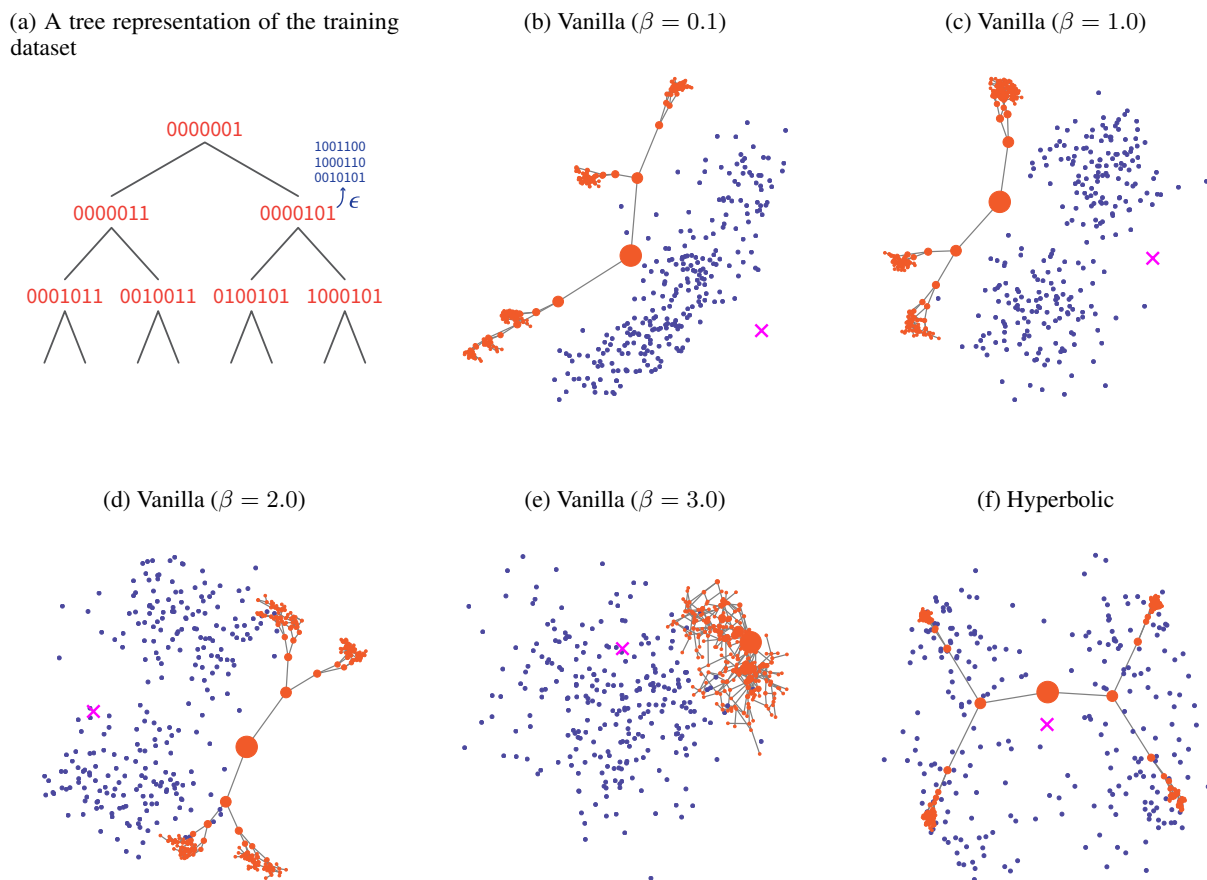 (a) A tree representation of the training
dataset
0000001
1001100
1000110
0010101
ϵ
0000011 0000101
0001011 0010011 0100101 1000101
(b) Vanilla (β = 0.1)
(c) Vanilla (β = 1.0)
(d) Vanilla (β = 2.0)
(e) Vanilla (β = 3.0)
(f) Hyperbolic